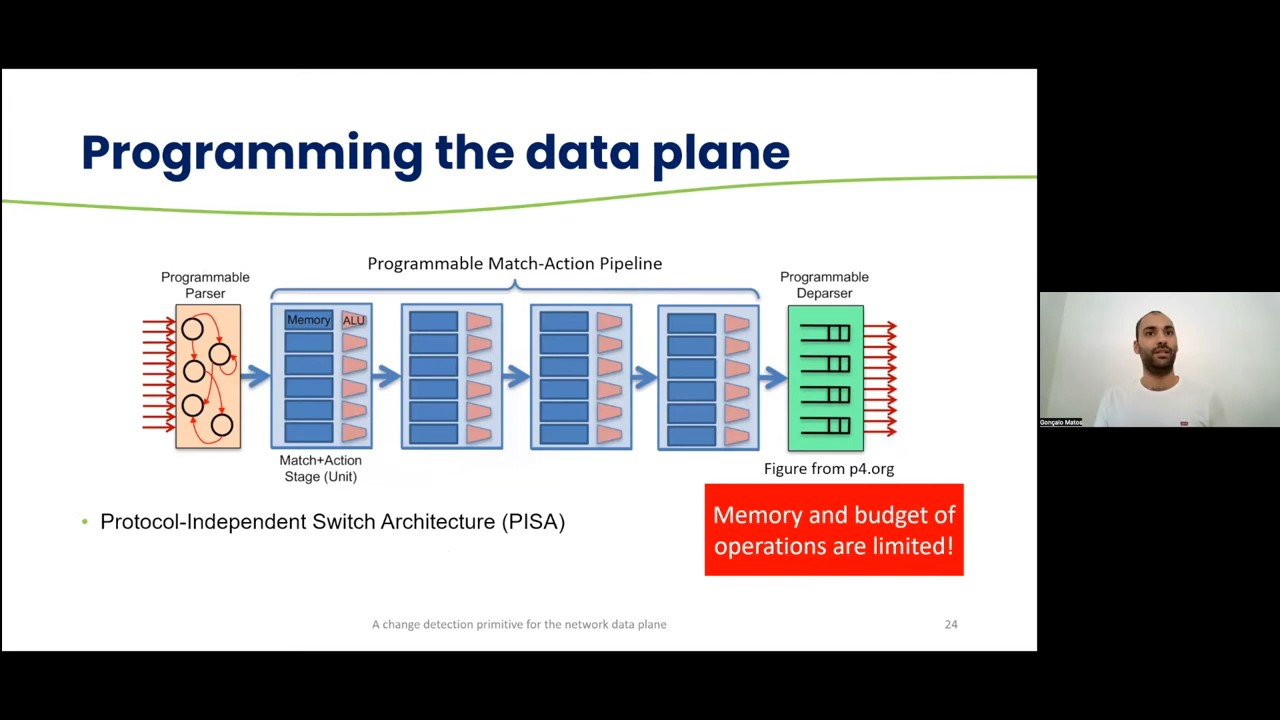 Programming the data plane
Programmable Match-Action Pipeline
Programmable
Parser
Programmable
Deparser
Memory
ALU
Match+Action
Stage (Unit)
Figure from p4.org
• Protocol-Independent Switch Architecture (PISA)
Memory and budget of
operations are limited!
A change detection primitive for the network data plane
24
Gonçalo Matos